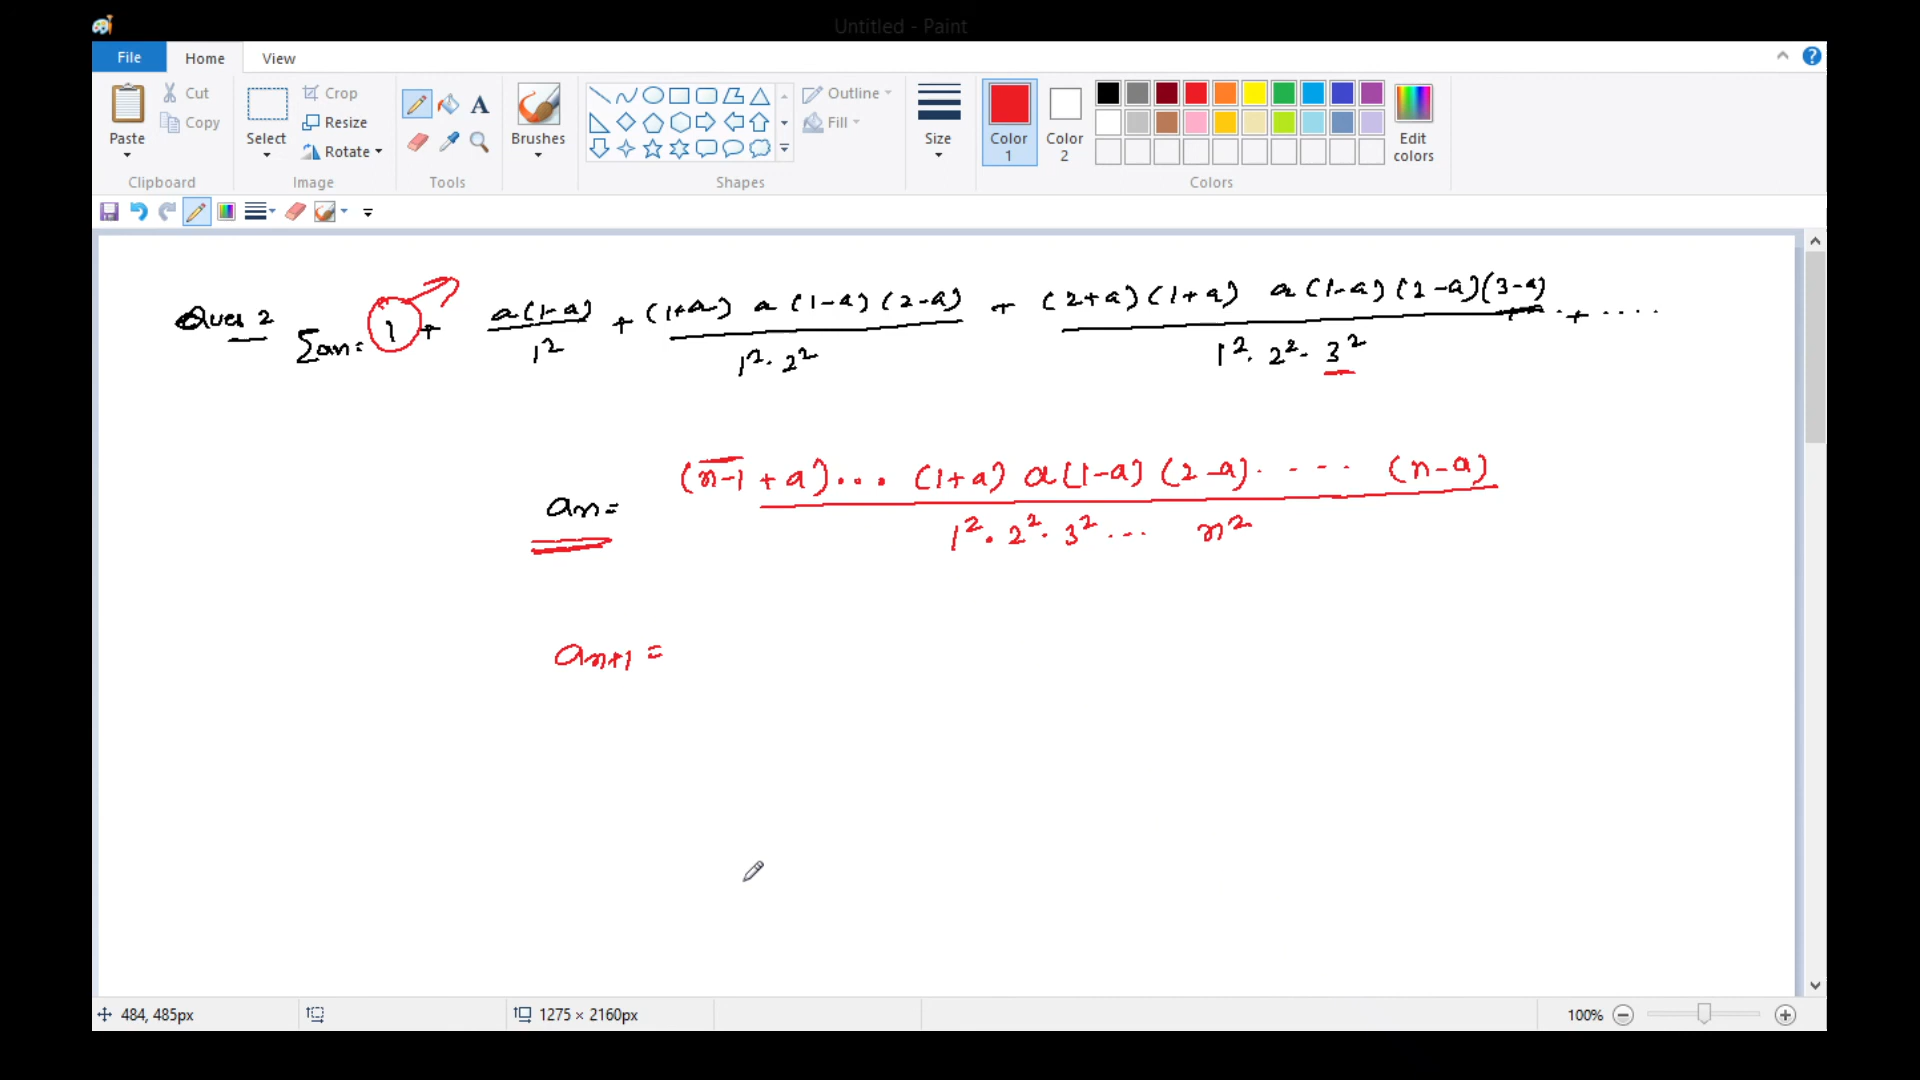 Untitled - Paint
File Home View
Paste Cut Copy Clipboard
Select Crop Resize Rotate Image
A Tools
Brushes
Shapes Outline Fill
Size
Color 1 Color 2 Edit colors Colors
Ques 2 Σan = 1 + a(1-a)/1² + (1+a) a (1-a)(2-a)/1²·2² + (2+a)(1+a) a(1-a)(2-a)(3-a)/1²·2²·3² + ....
an = (n-1+a)... (1+a) a(1-a)(2-a)..... (n-a)/1²·2²·3²... n²
an+1 =
484, 485px 1275 × 2160px 100%